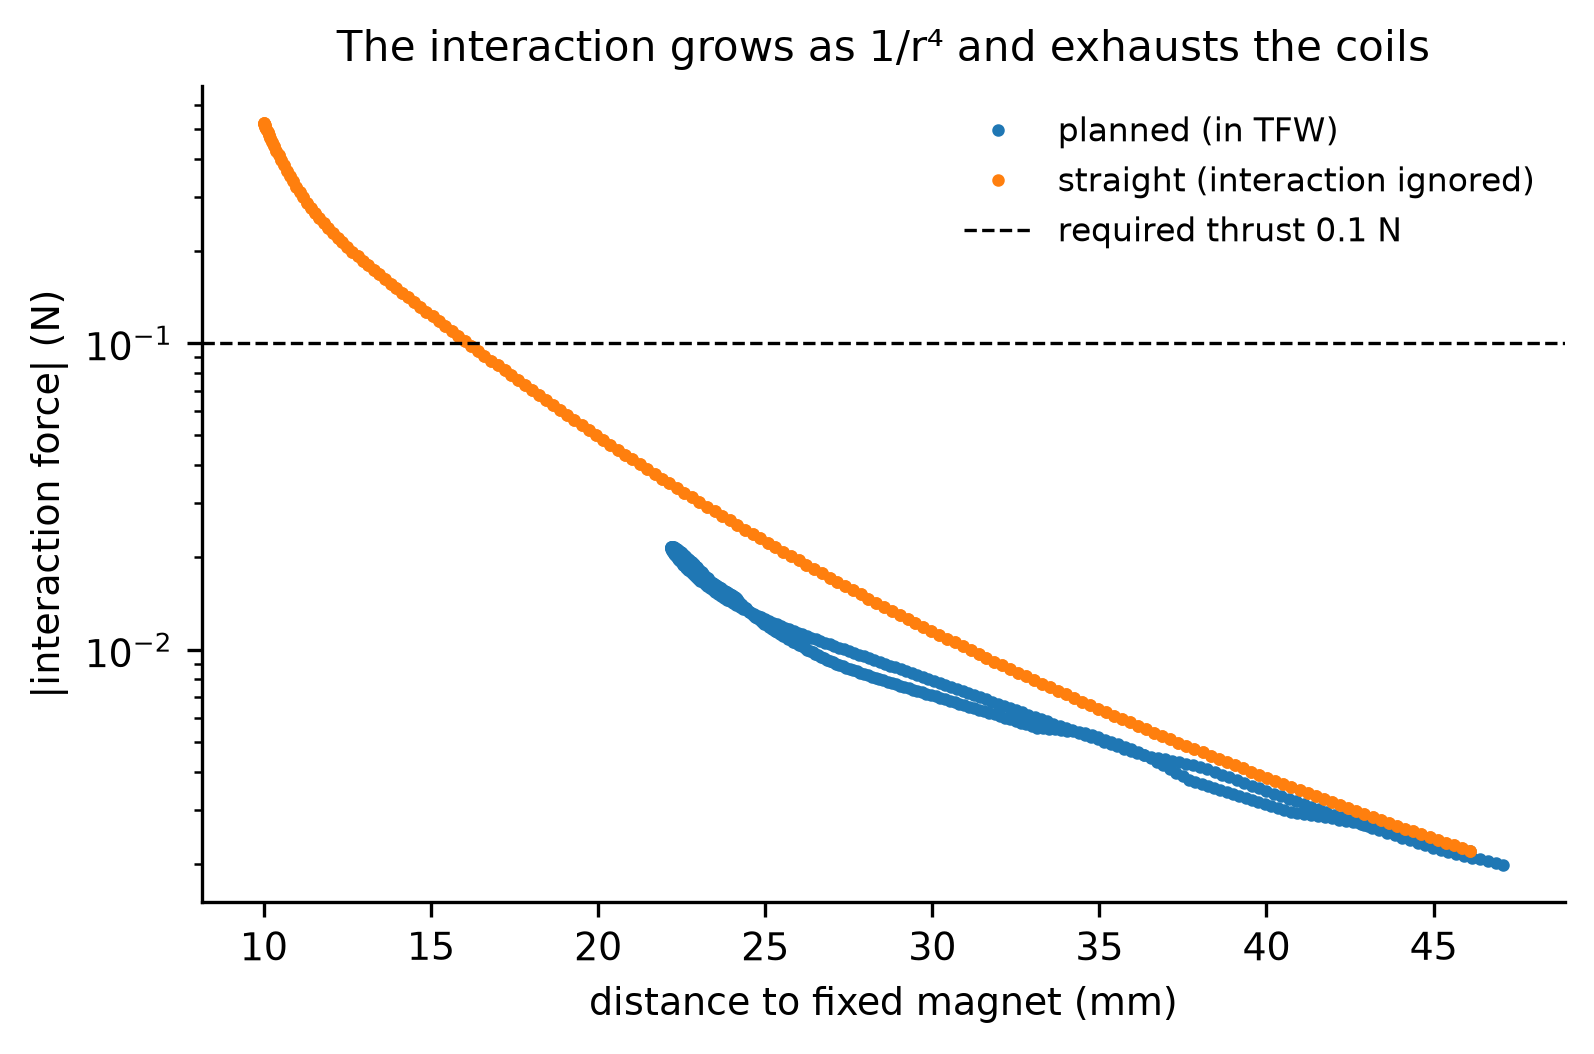 The interaction grows as 1/r⁴ and exhausts the coils
planned (in TFW)
straight (interaction ignored)
required thrust 0.1 N
|interaction force| (N)
10⁻¹
10⁻²
10 15 20 25 30 35 40 45
distance to fixed magnet (mm)